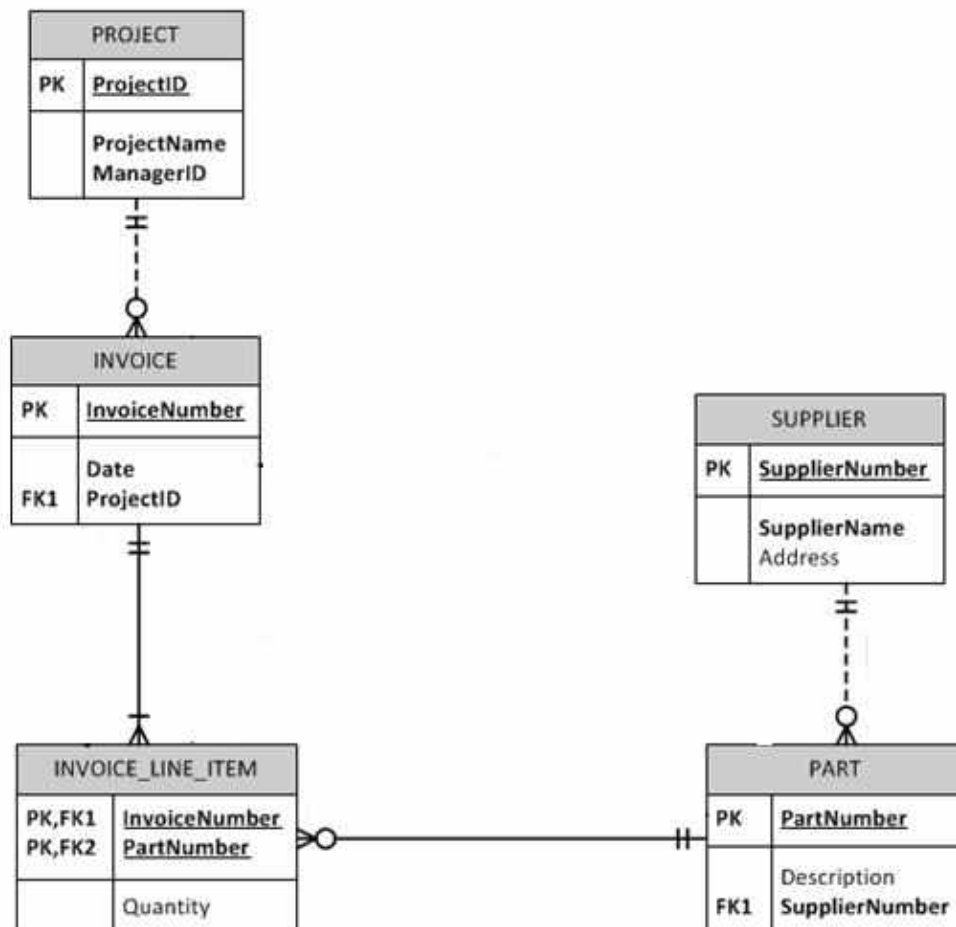 PROJECT
PK ProjectID
ProjectName
ManagerID
INVOICE
PK InvoiceNumber
Date
FK1 ProjectID
SUPPLIER
PK SupplierNumber
SupplierName
Address
INVOICE_LINE_ITEM
PK,FK1 InvoiceNumber
PK,FK2 PartNumber
Quantity
PART
PK PartNumber
Description
FK1 SupplierNumber